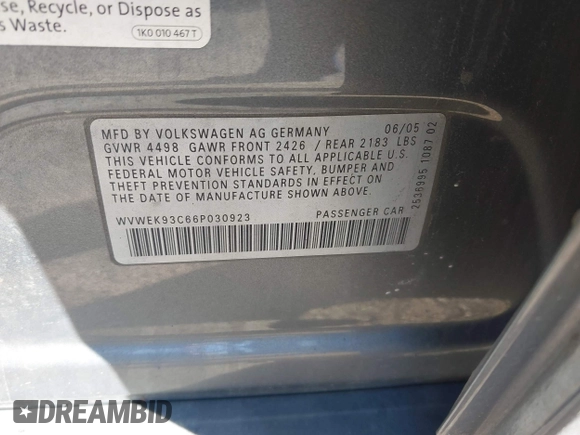 se, Recycle, or Dispose as
s Waste.
1K0 010 467 T
MFD BY VOLKSWAGEN AG GERMANY 06/05
GVWR 4498 GAWR FRONT 2426 / REAR 2183 LBS
THIS VEHICLE CONFORMS TO ALL APPLICABLE U.S.
FEDERAL MOTOR VEHICLE SAFETY, BUMPER AND
THEFT PREVENTION STANDARDS IN EFFECT ON
THE DATE OF MANUFACTURE SHOWN ABOVE.
WVWEK93C66P030923 PASSENGER CAR
2536995 1087 02
DREAMBID